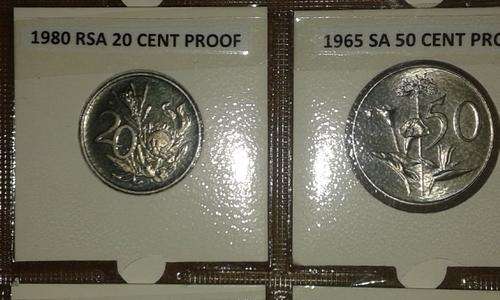 1980 RSA 20 CENT PROOF
20
1965 SA 50 CENT PRO
50